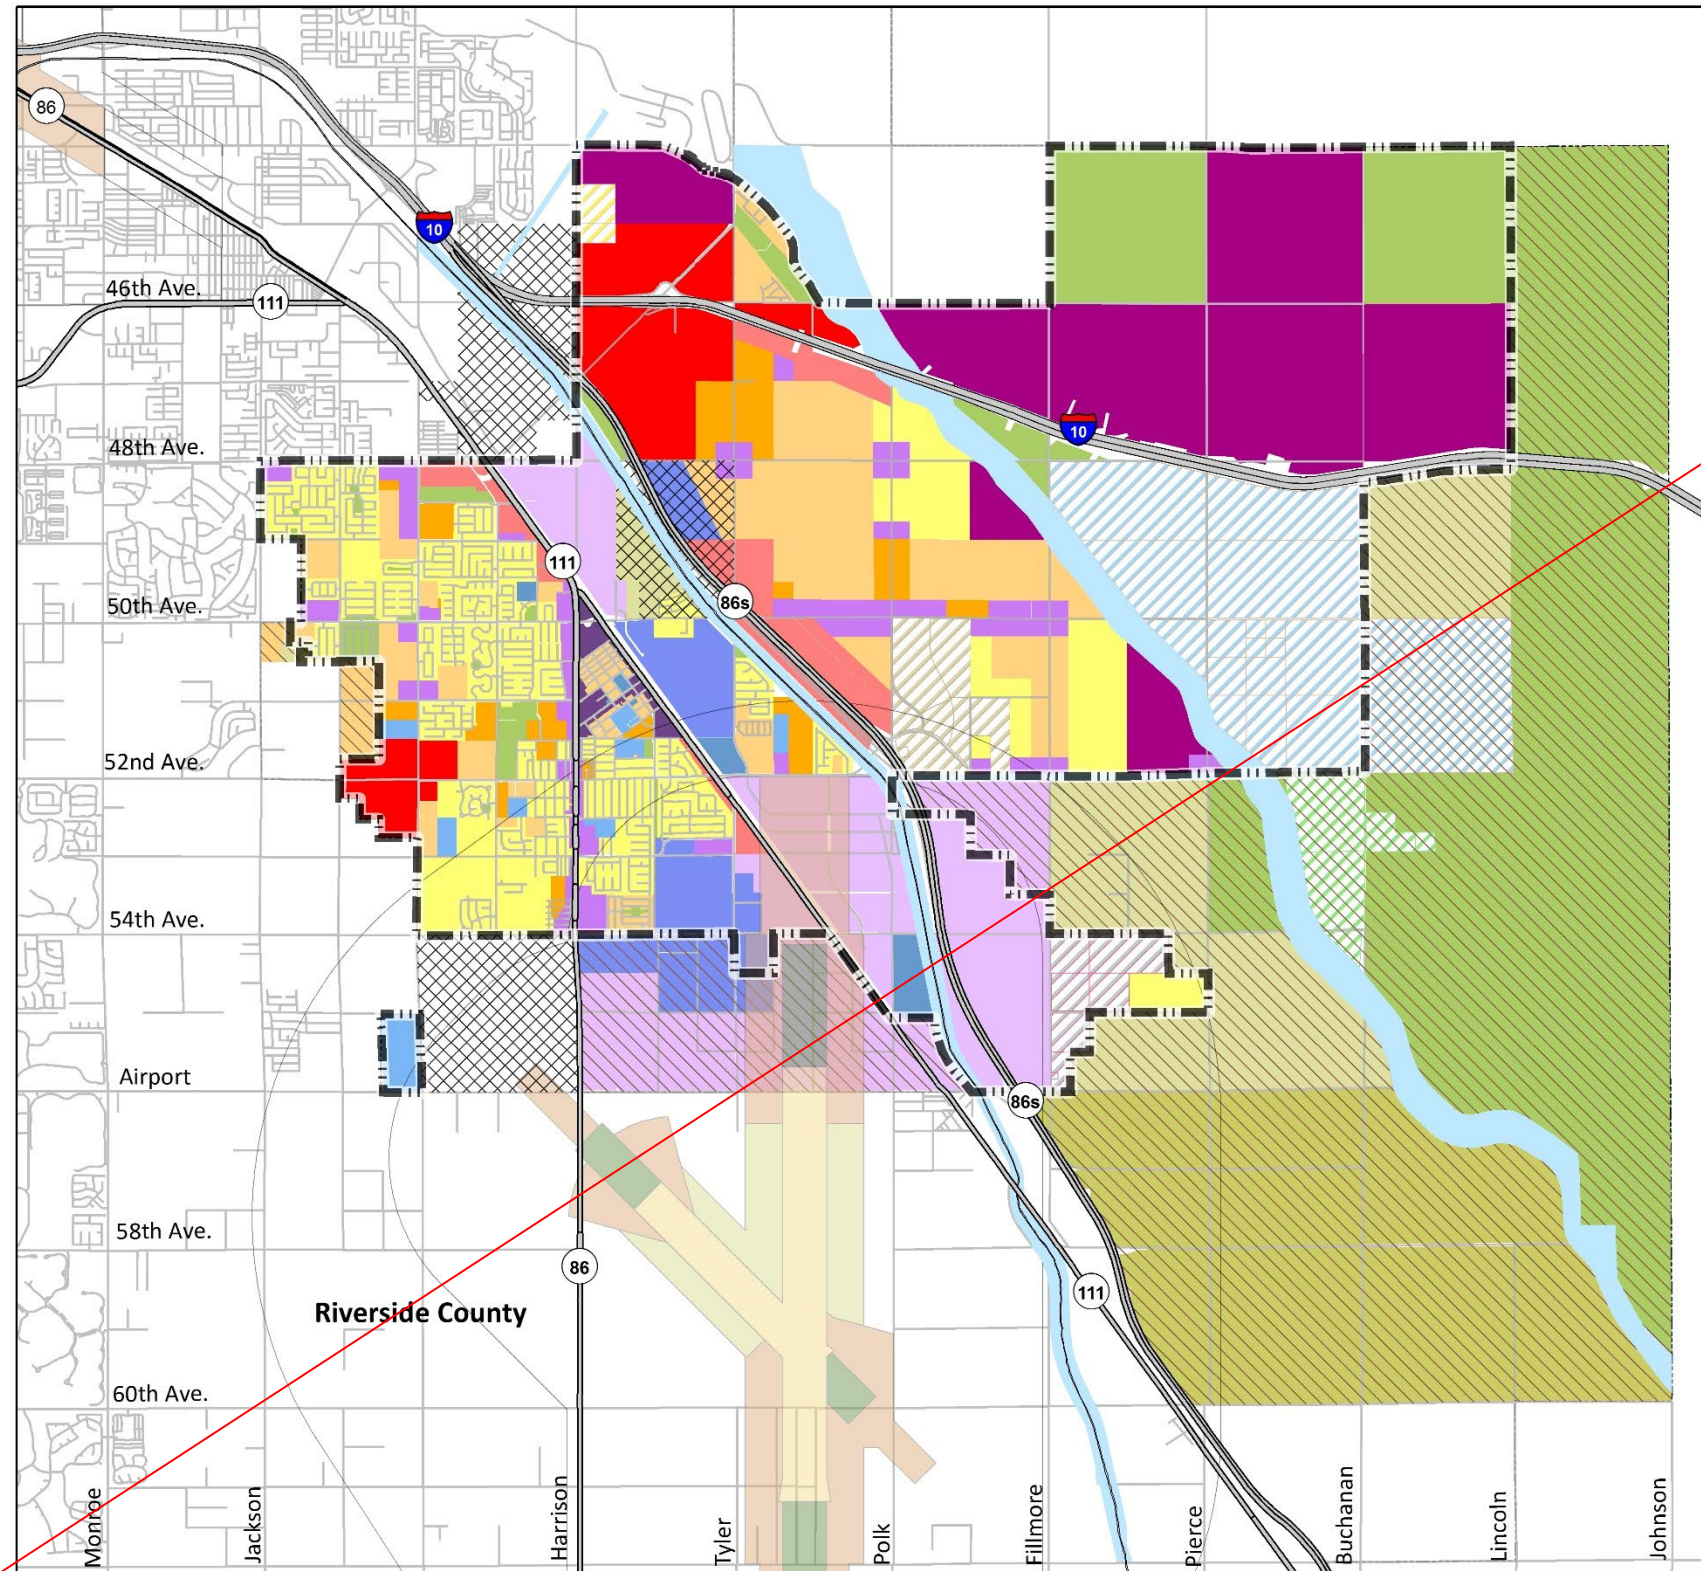 86
10
46th Ave.
111
10
48th Ave.
111
50th Ave.
86s
52nd Ave.
54th Ave.
Airport
86s
58th Ave.
86
111
Riverside County
60th Ave.
Monroe
Jackson
Harrison
Tyler
Polk
Fillmore
Pierce
Buchanan
Lincoln
Johnson